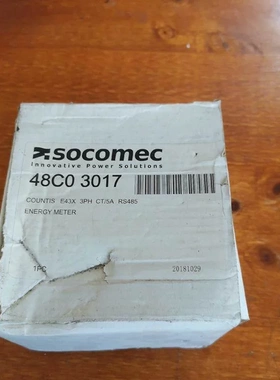 socomec
Innovative Power Solutions
48C0 3017
COUNTIS E43X 3PH CT/5A RS485
ENERGY METER
1PC 20181029